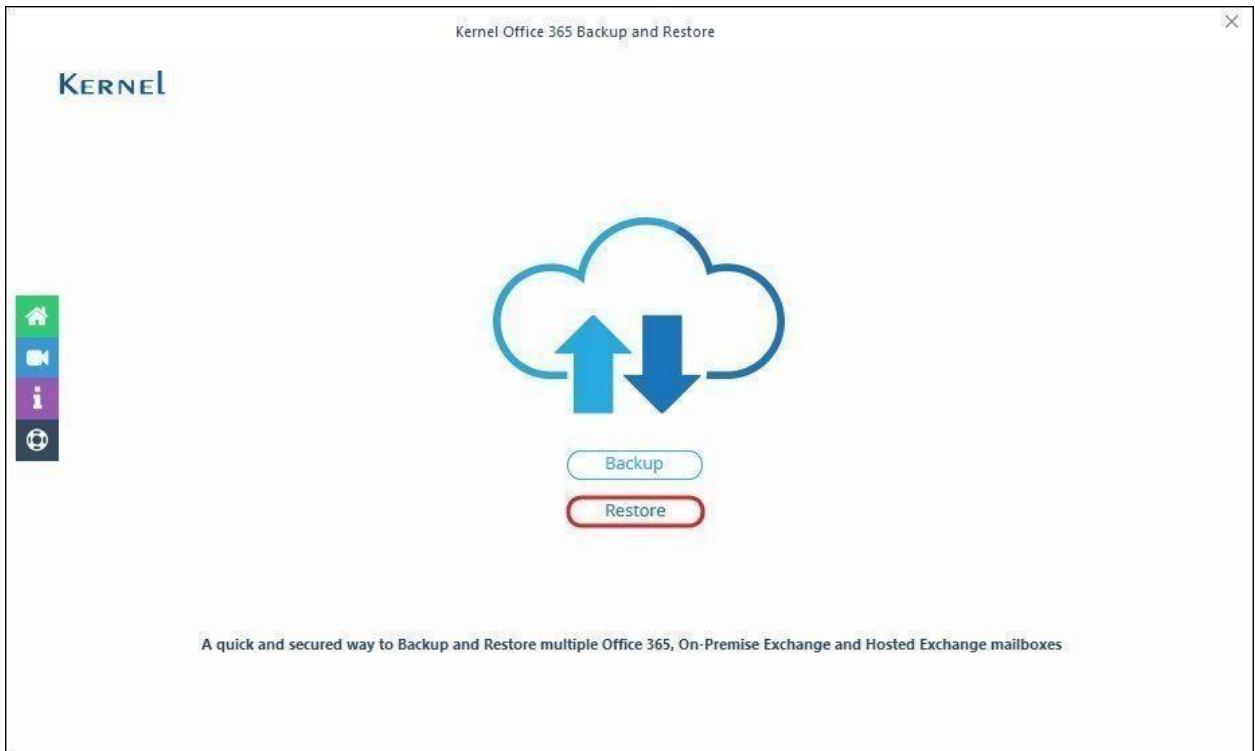 Kernel Office 365 Backup and Restore
KERNEl
Backup
Restore
A quick and secured way to Backup and Restore multiple Office 365, On-Premise Exchange and Hosted Exchange mailboxes